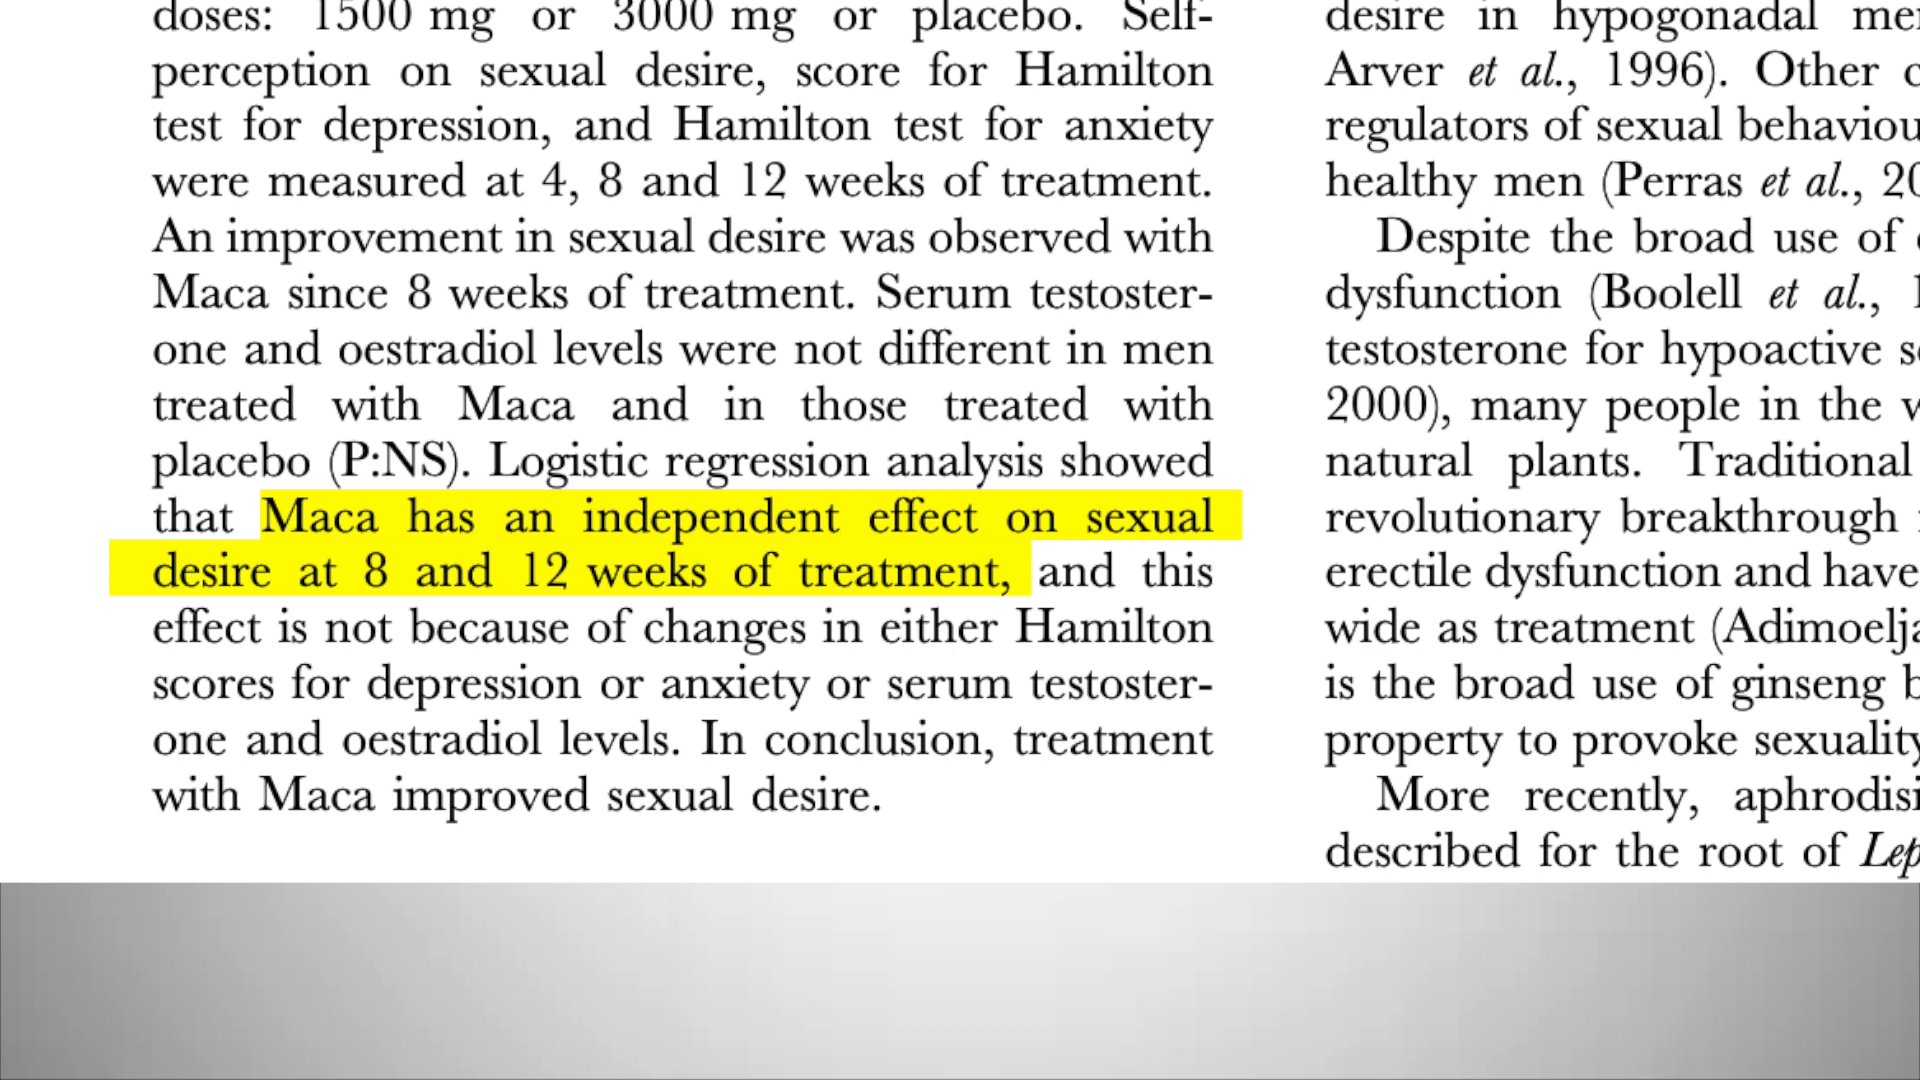 doses: 1500 mg or 3000 mg or placebo. Self-
perception on sexual desire, score for Hamilton
test for depression, and Hamilton test for anxiety
were measured at 4, 8 and 12 weeks of treatment.
An improvement in sexual desire was observed with
Maca since 8 weeks of treatment. Serum testoster-
one and oestradiol levels were not different in men
treated with Maca and in those treated with
placebo (P:NS). Logistic regression analysis showed
that Maca has an independent effect on sexual
desire at 8 and 12 weeks of treatment, and this
effect is not because of changes in either Hamilton
scores for depression or anxiety or serum testoster-
one and oestradiol levels. In conclusion, treatment
with Maca improved sexual desire.
desire in hypogonadal
Arver et al., 1996). Other
regulators of sexual
healthy men (Perras et al.,
Despite the broad use of
dysfunction (Boolell et al.,
testosterone for hypoactive
2000), many people in the
natural plants. Traditional
revolutionary breakthrough
erectile dysfunction and have
wide as treatment
is the broad use of ginseng
property to provoke sexuality
More recently,
described for the root of